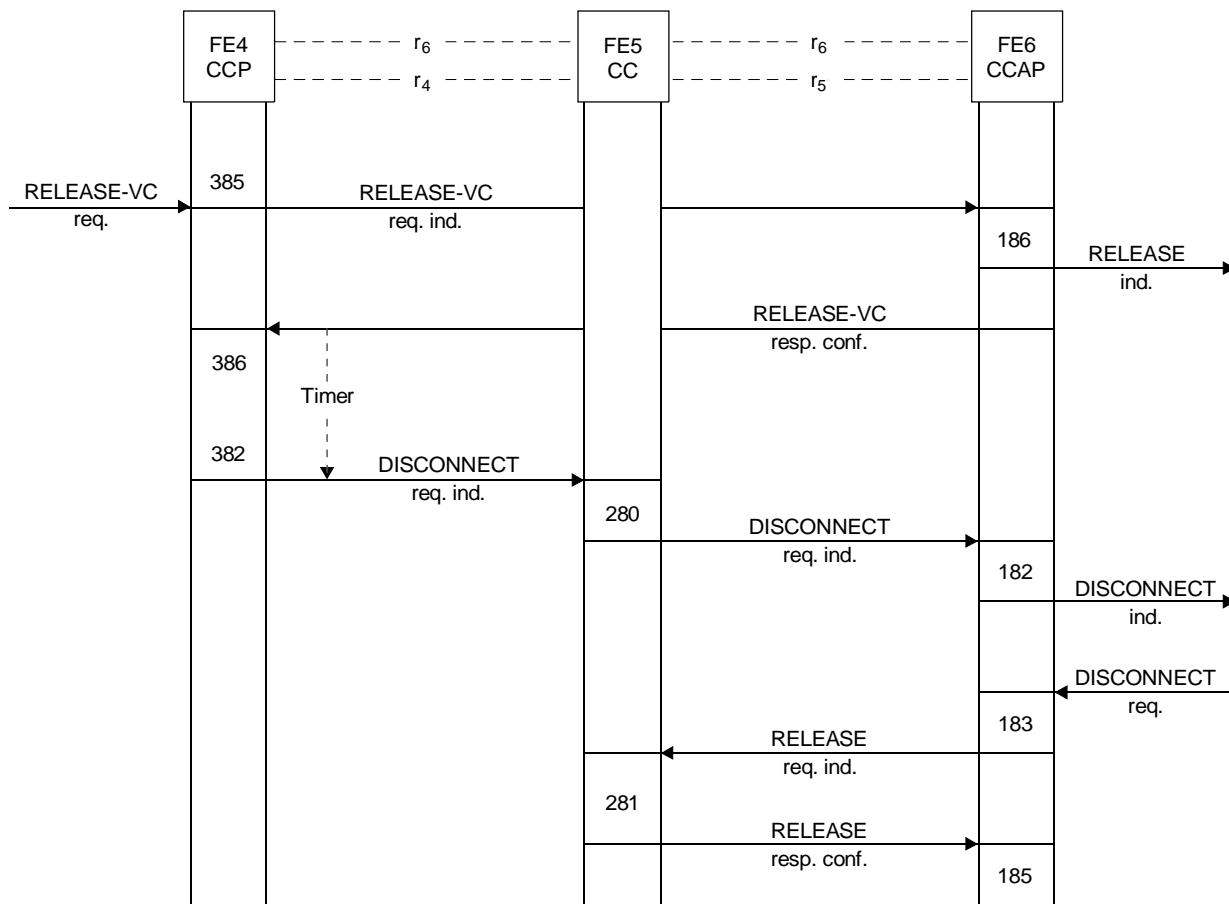 FE4
CCP
r6
r4
FE5
CC
r6
r5
FE6
CCAP
385
RELEASE-VC
req.
RELEASE-VC
req. ind.
186
RELEASE
ind.
RELEASE-VC
resp. conf.
386
Timer
382
DISCONNECT
req. ind.
280
DISCONNECT
req. ind.
182
DISCONNECT
ind.
DISCONNECT
req.
183
RELEASE
req. ind.
281
RELEASE
resp. conf.
185